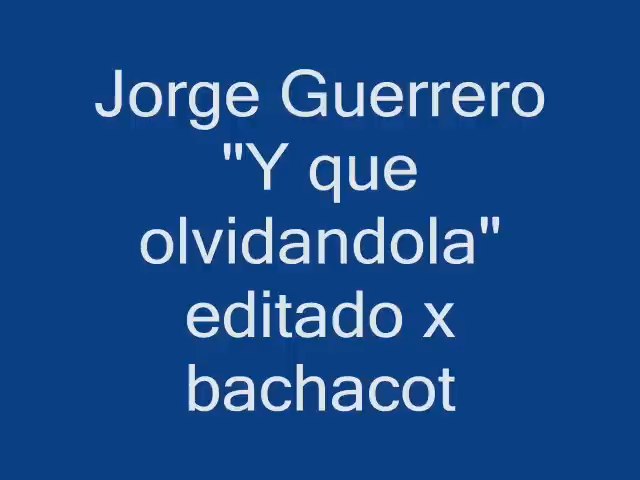 Jorge Guerrero
"Y que
olvidandola"
editado x
bachacot